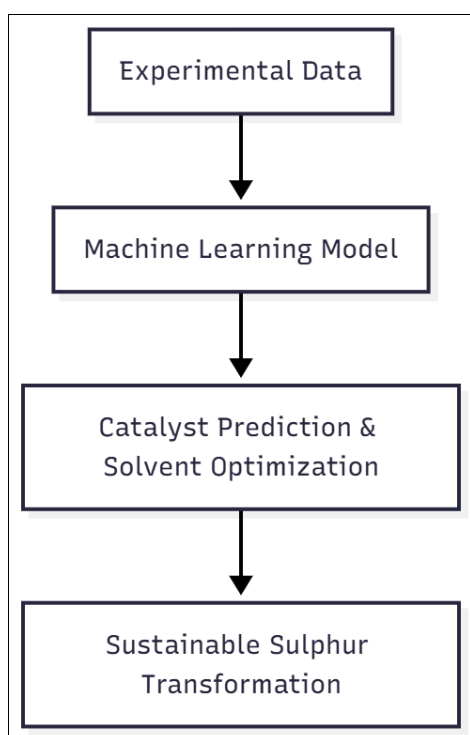 Experimental Data
Machine Learning Model
Catalyst Prediction &
Solvent Optimization
Sustainable Sulphur
Transformation